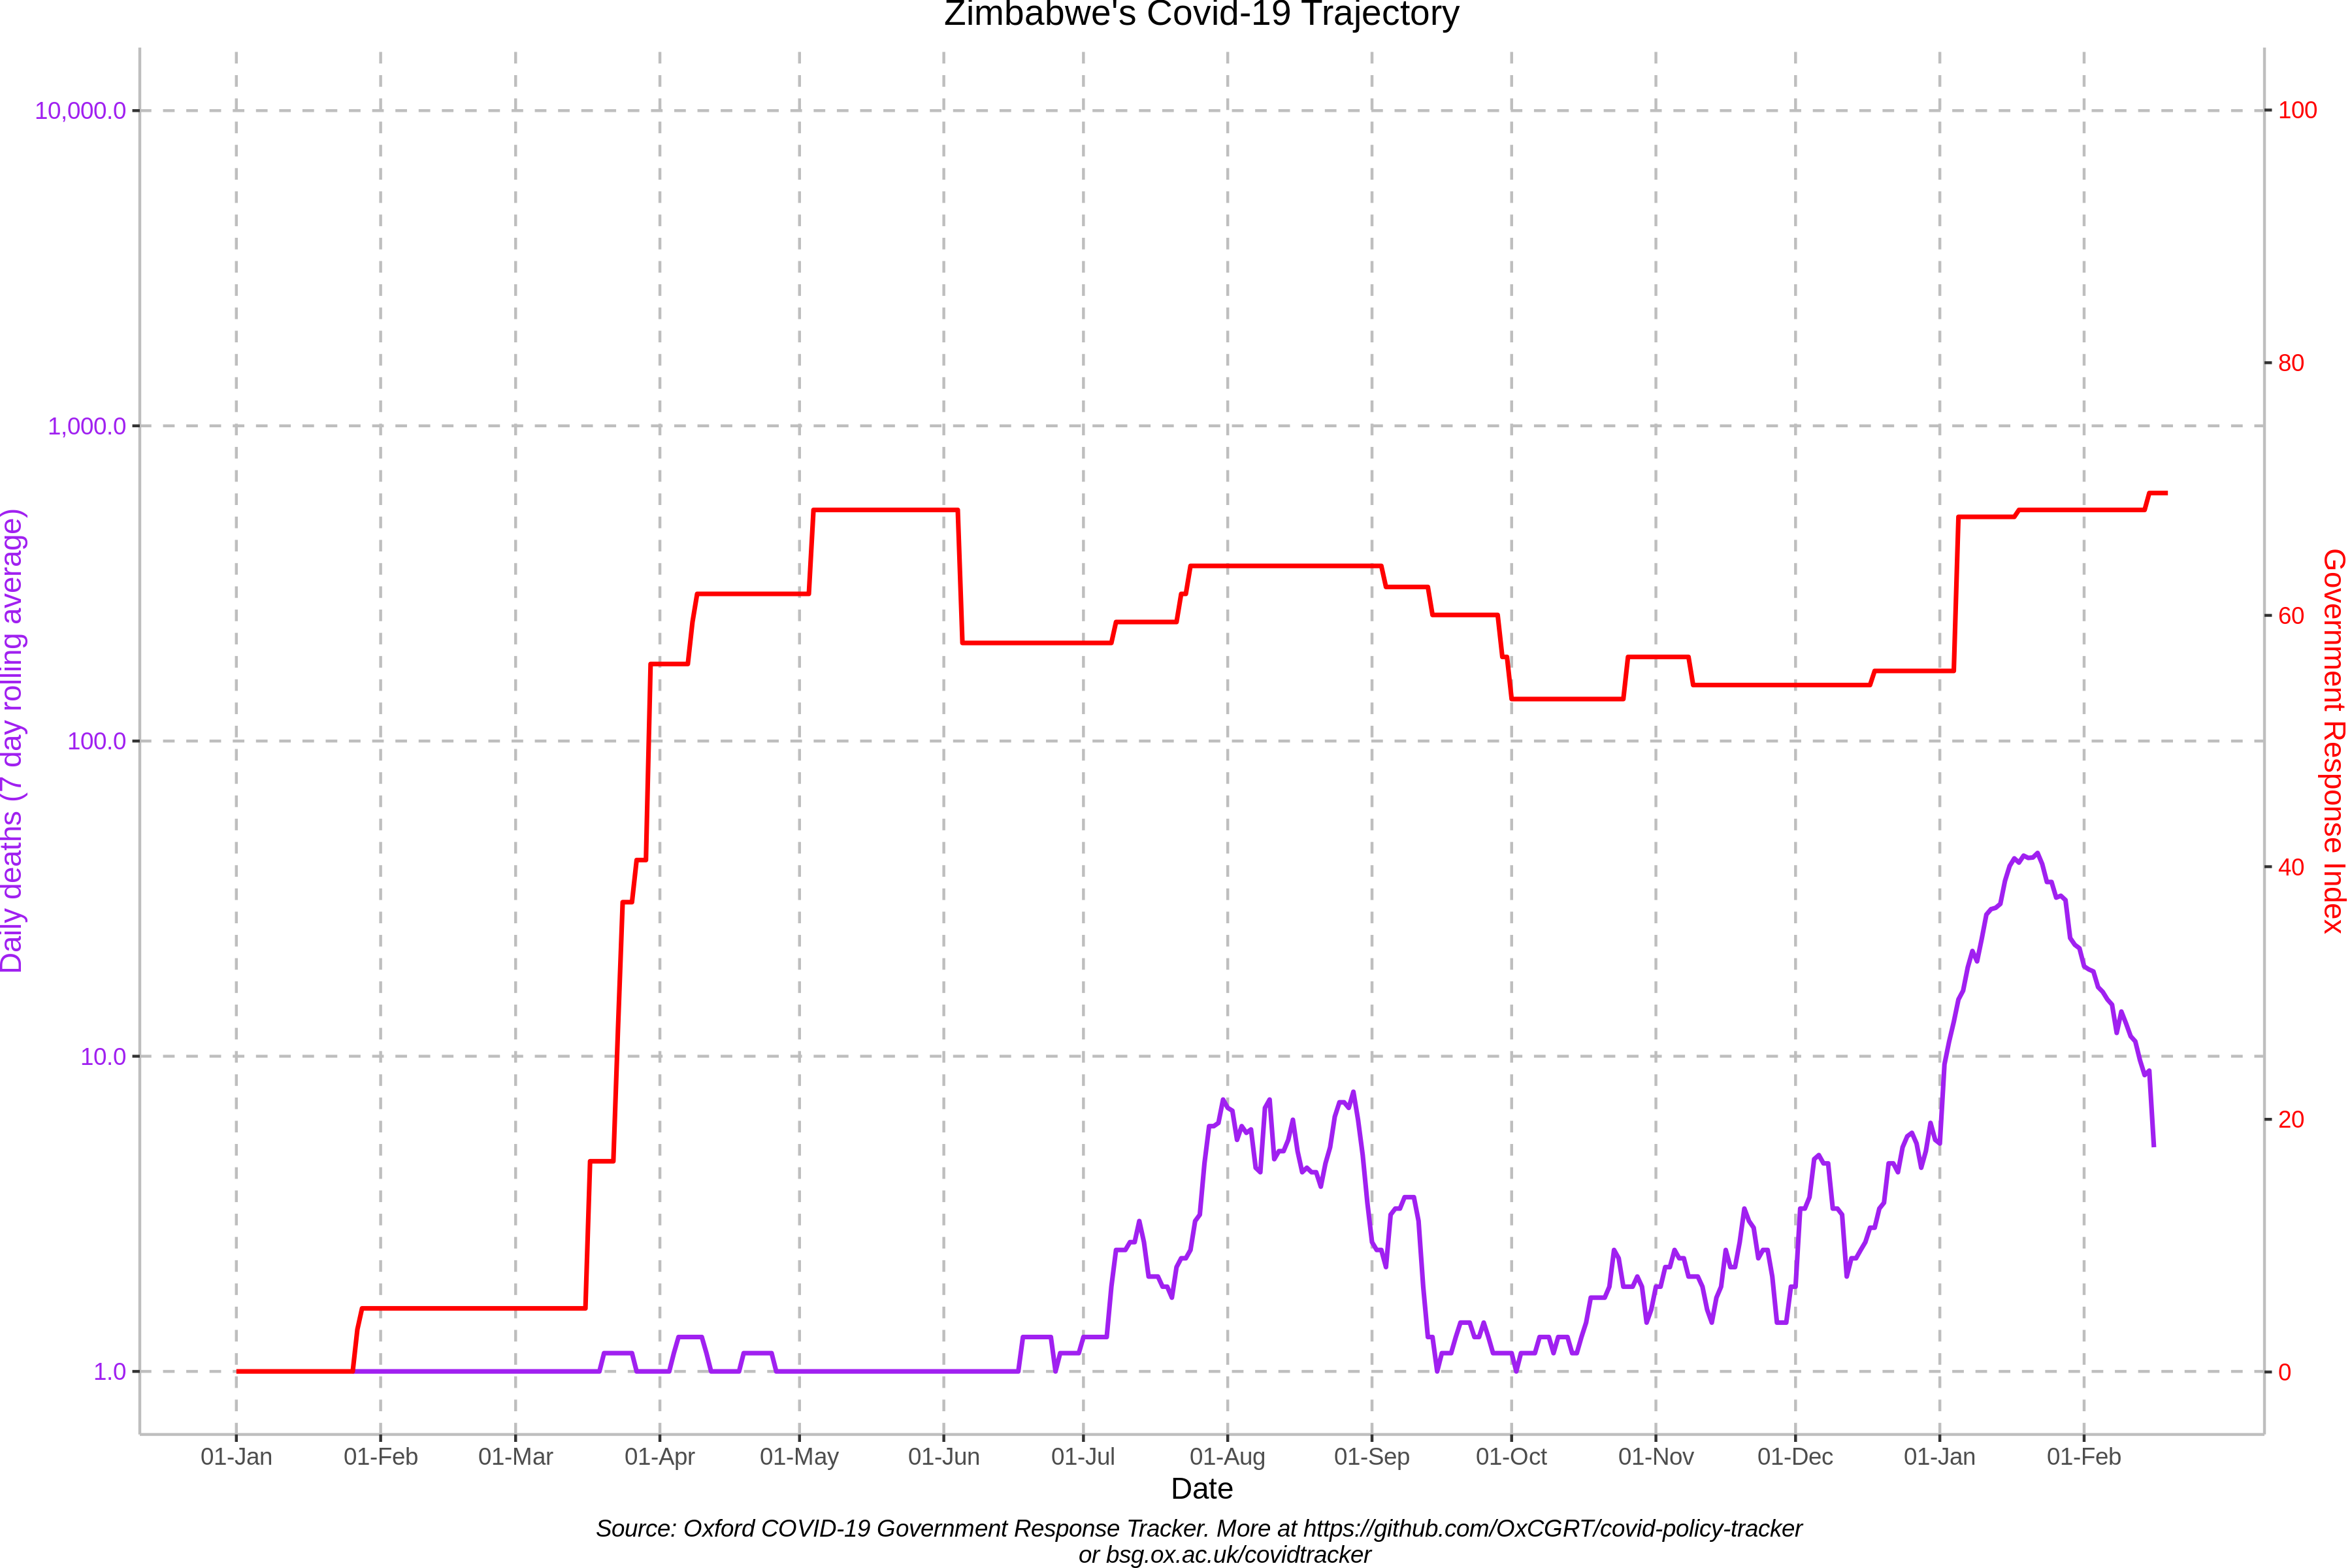 Zimbabwe's Covid-19 Trajectory
10,000.0
1,000.0
100.0
10.0
1.0
Daily deaths (7 day rolling average)
100
80
60
40
20
0
Government Response Index
01-Jan 01-Feb 01-Mar 01-Apr 01-May 01-Jun 01-Jul 01-Aug 01-Sep 01-Oct 01-Nov 01-Dec 01-Jan 01-Feb
Date
Source: Oxford COVID-19 Government Response Tracker. More at https://github.com/OxCGRT/covid-policy-tracker
or bsg.ox.ac.uk/covidtracker